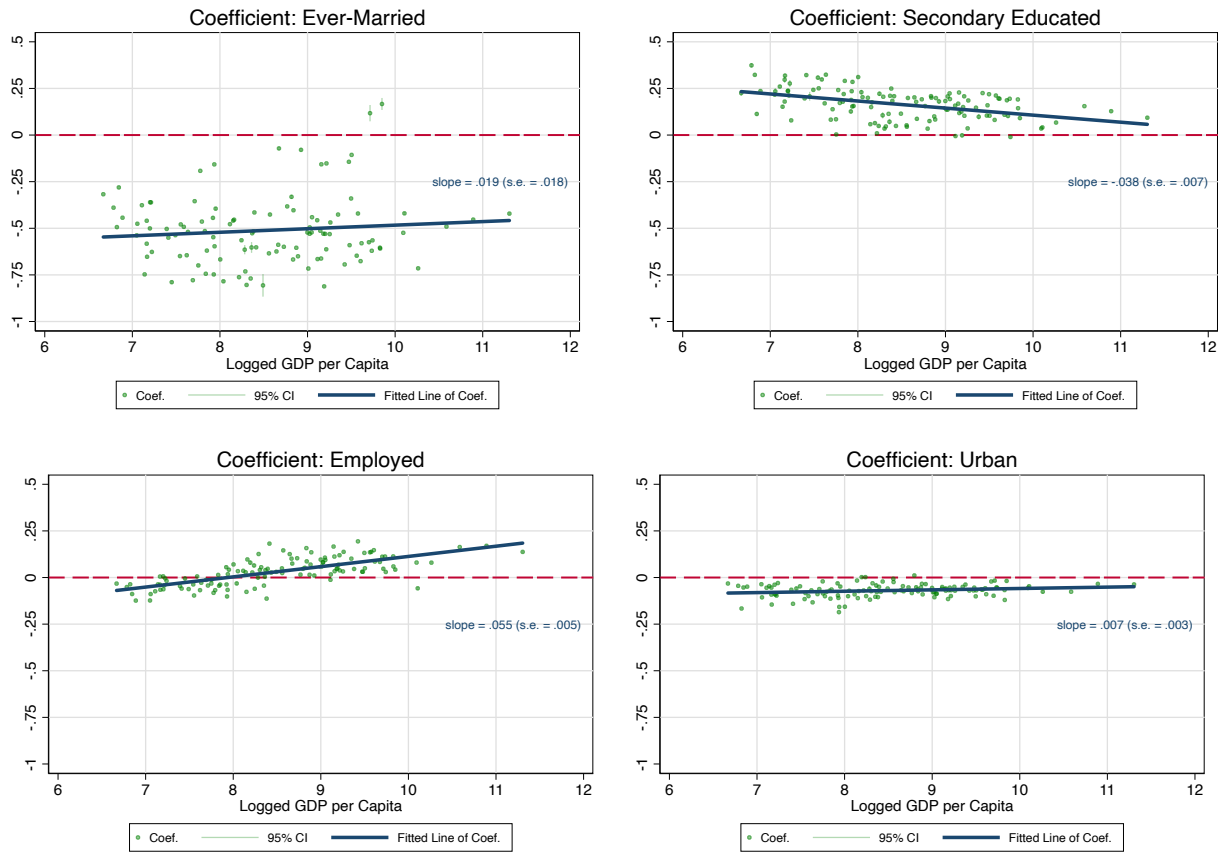 Coefficient: Ever-Married
.5
.25
0
-.25
-.5
-.75
-1
slope = .019 (s.e. = .018)
6 7 8 9 10 11 12
Logged GDP per Capita
Coef. 95% CI Fitted Line of Coef.
Coefficient: Secondary Educated
.5
.25
0
-.25
-.5
-.75
-1
slope = -.038 (s.e. = .007)
6 7 8 9 10 11 12
Logged GDP per Capita
Coef. 95% CI Fitted Line of Coef.
Coefficient: Employed
.5
.25
0
-.25
-.5
-.75
-1
slope = .055 (s.e. = .005)
6 7 8 9 10 11 12
Logged GDP per Capita
Coef. 95% CI Fitted Line of Coef.
Coefficient: Urban
.5
.25
0
-.25
-.5
-.75
-1
slope = .007 (s.e. = .003)
6 7 8 9 10 11 12
Logged GDP per Capita
Coef. 95% CI Fitted Line of Coef.